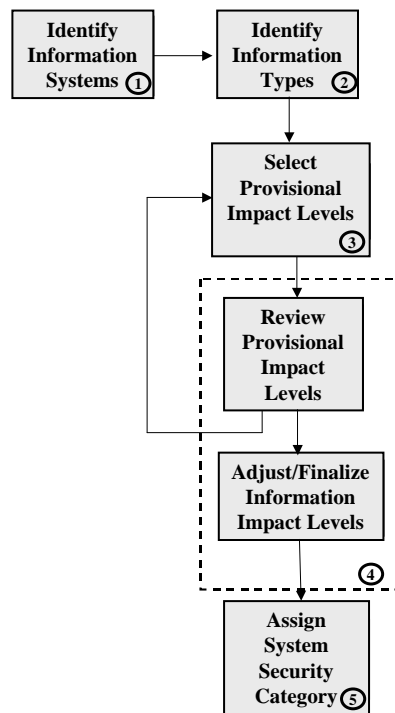 Identify
Information
Systems
1
Identify
Information
Types
2
Select
Provisional
Impact Levels
3
Review
Provisional
Impact
Levels
Adjust/Finalize
Information
Impact Levels
4
Assign
System
Security
Category
5